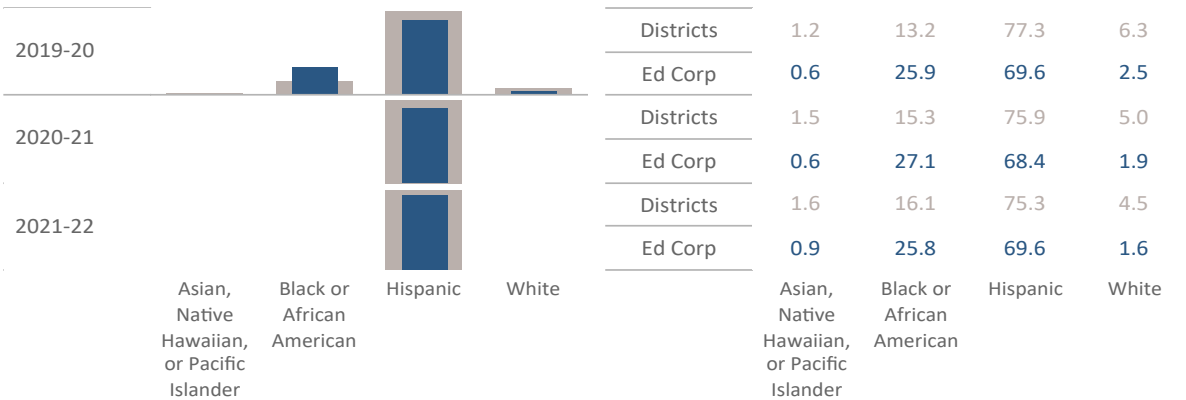 2019-20
2020-21
2021-22
Asian,
Native
Hawaiian,
or Pacific
Islander
Black or
African
American
Hispanic
White
Districts 1.2 13.2 77.3 6.3
Ed Corp 0.6 25.9 69.6 2.5
Districts 1.5 15.3 75.9 5.0
Ed Corp 0.6 27.1 68.4 1.9
Districts 1.6 16.1 75.3 4.5
Ed Corp 0.9 25.8 69.6 1.6
Asian,
Native
Hawaiian,
or Pacific
Islander
Black or
African
American
Hispanic
White